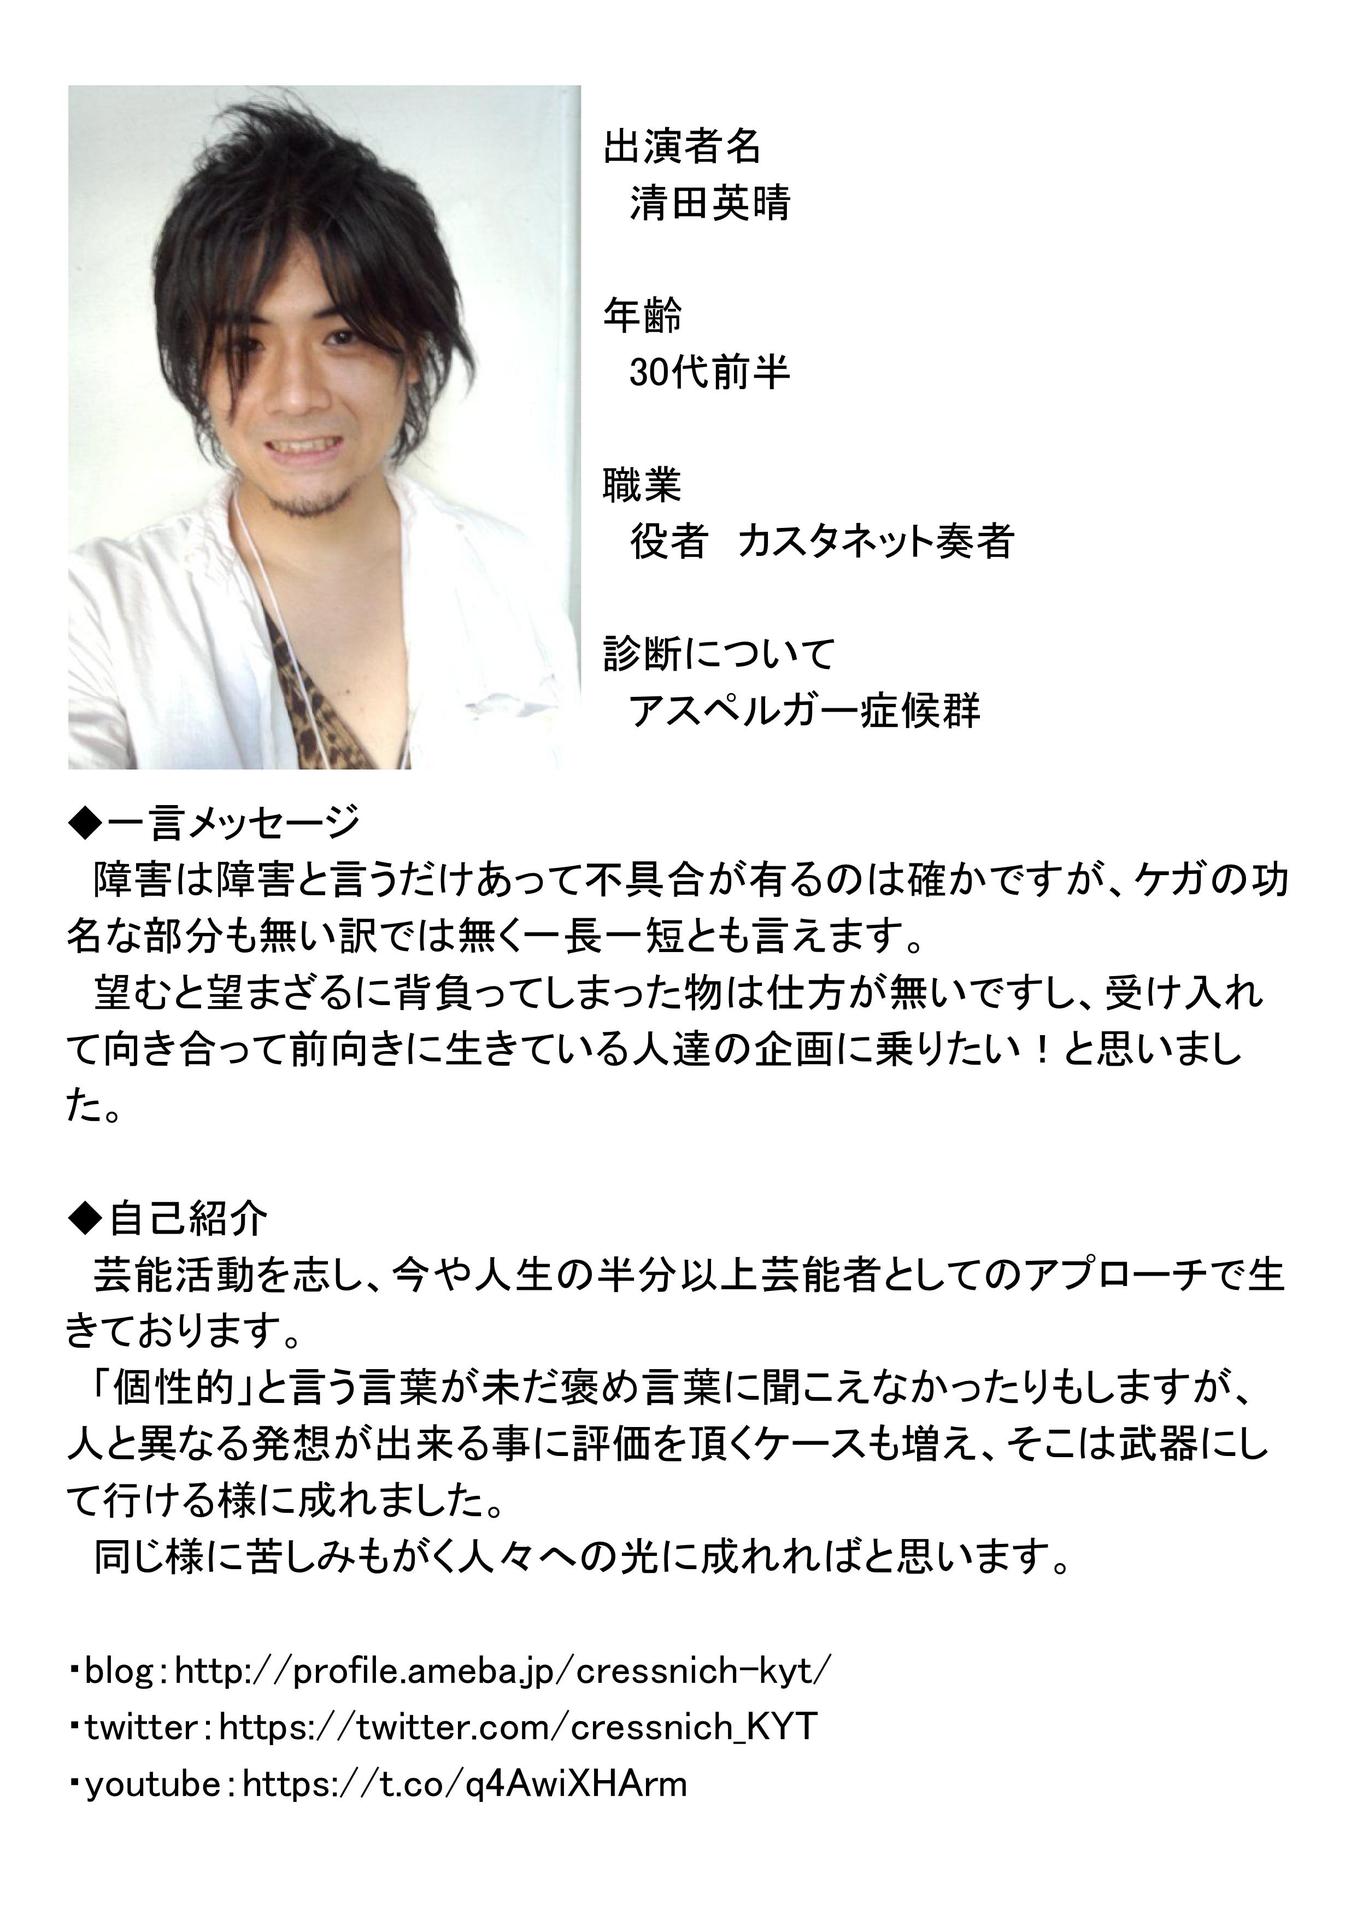 出演者名
清田英晴
年齢
30代前半
職業
役者　カスタネット奏者
診断について
アスペルガー症候群
◆一言メッセージ
障害は障害と言うだけあって不具合が有るのは確かですが、ケガの功
名な部分も無い訳では無く一長一短とも言えます。
望むと望まざるに背負ってしまった物は仕方が無いですし、受け入れ
て向き合って前向きに生きている人達の企画に乗りたい！と思いまし
た。
◆自己紹介
芸能活動を志し、今や人生の半分以上芸能者としてのアプローチで生
きております。
「個性的」と言う言葉が未だ褒め言葉に聞こえなかったりもしますが、
人と異なる発想が出来る事に評価を頂くケースも増え、そこは武器にし
て行ける様に成れました。
同じ様に苦しみもがく人々への光に成れればと思います。
・blog：http://profile.ameba.jp/cressnich-kyt/
・twitter：https://twitter.com/cressnich_KYT
・youtube：https://t.co/q4AwiXHArm